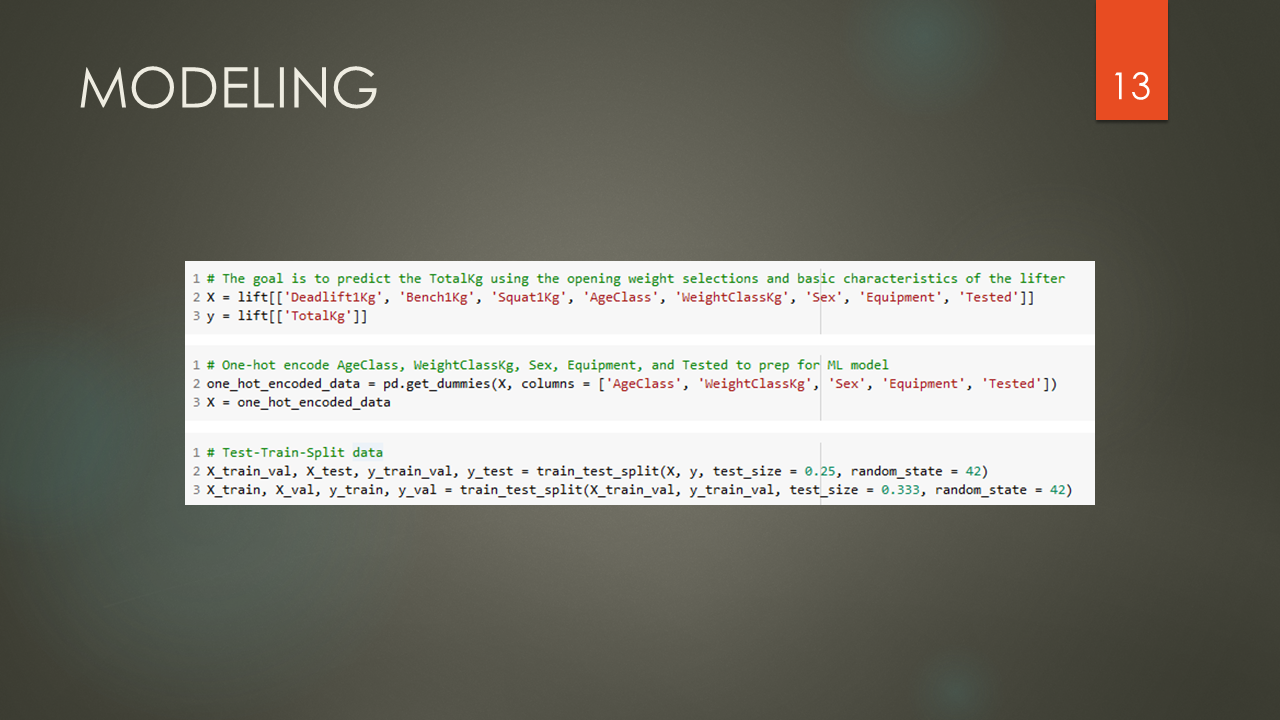 MODELING
13
1 # The goal is to predict the TotalKg using the opening weight selections and basic characteristics of the lifter
2 X = lift[['Deadlift1Kg', 'Bench1Kg', 'Squat1Kg', 'AgeClass', 'WeightClassKg', 'Sex', 'Equipment', 'Tested']]
3 y = lift[['TotalKg']]
1 # One-hot encode AgeClass, WeightClassKg, Sex, Equipment, and Tested to prep for ML model
2 one_hot_encoded_data = pd.get_dummies(X, columns = ['AgeClass', 'WeightClassKg', 'Sex', 'Equipment', 'Tested'])
3 X = one_hot_encoded_data
1 # Test-Train-Split data
2 X_train_val, X_test, y_train_val, y_test = train_test_split(X, y, test_size = 0.25, random_state = 42)
3 X_train, X_val, y_train, y_val = train_test_split(X_train_val, y_train_val, test_size = 0.333, random_state = 42)